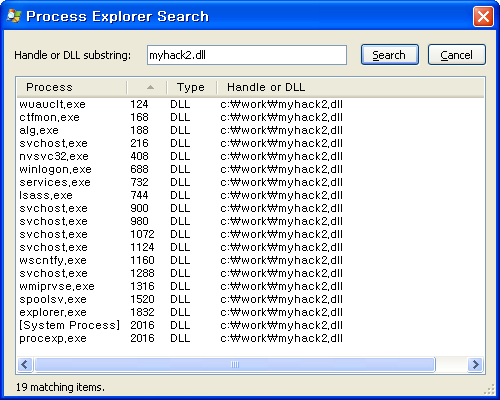 Process Explorer Search
Handle or DLL substring: myhack2.dll Search Cancel
Process Type Handle or DLL
wuauclt.exe 124 DLL c:₩work₩myhack2.dll
ctfmon.exe 168 DLL c:₩work₩myhack2.dll
alg.exe 188 DLL c:₩work₩myhack2.dll
svchost.exe 216 DLL c:₩work₩myhack2.dll
nvsvc32.exe 408 DLL c:₩work₩myhack2.dll
winlogon.exe 688 DLL c:₩work₩myhack2.dll
services.exe 732 DLL c:₩work₩myhack2.dll
lsass.exe 744 DLL c:₩work₩myhack2.dll
svchost.exe 900 DLL c:₩work₩myhack2.dll
svchost.exe 980 DLL c:₩work₩myhack2.dll
svchost.exe 1072 DLL c:₩work₩myhack2.dll
svchost.exe 1124 DLL c:₩work₩myhack2.dll
wscntfy.exe 1160 DLL c:₩work₩myhack2.dll
svchost.exe 1288 DLL c:₩work₩myhack2.dll
wmiprvse.exe 1316 DLL c:₩work₩myhack2.dll
spoolsv.exe 1520 DLL c:₩work₩myhack2.dll
explorer.exe 1832 DLL c:₩work₩myhack2.dll
[System Process] 2016 DLL c:₩work₩myhack2.dll
procexp.exe 2016 DLL c:₩work₩myhack2.dll
19 matching items.